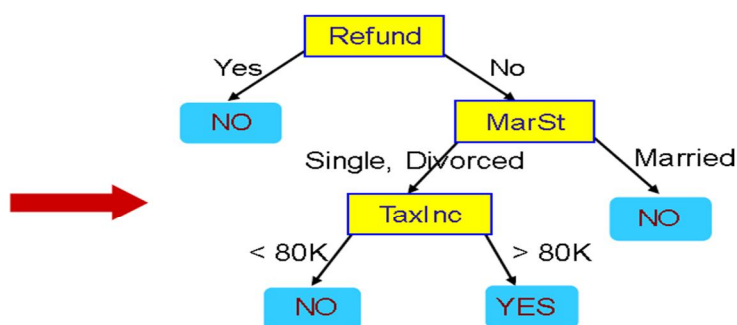 Refund
Yes No
NO MarSt
Single, Divorced Married
TaxInc NO
< 80K > 80K
NO YES